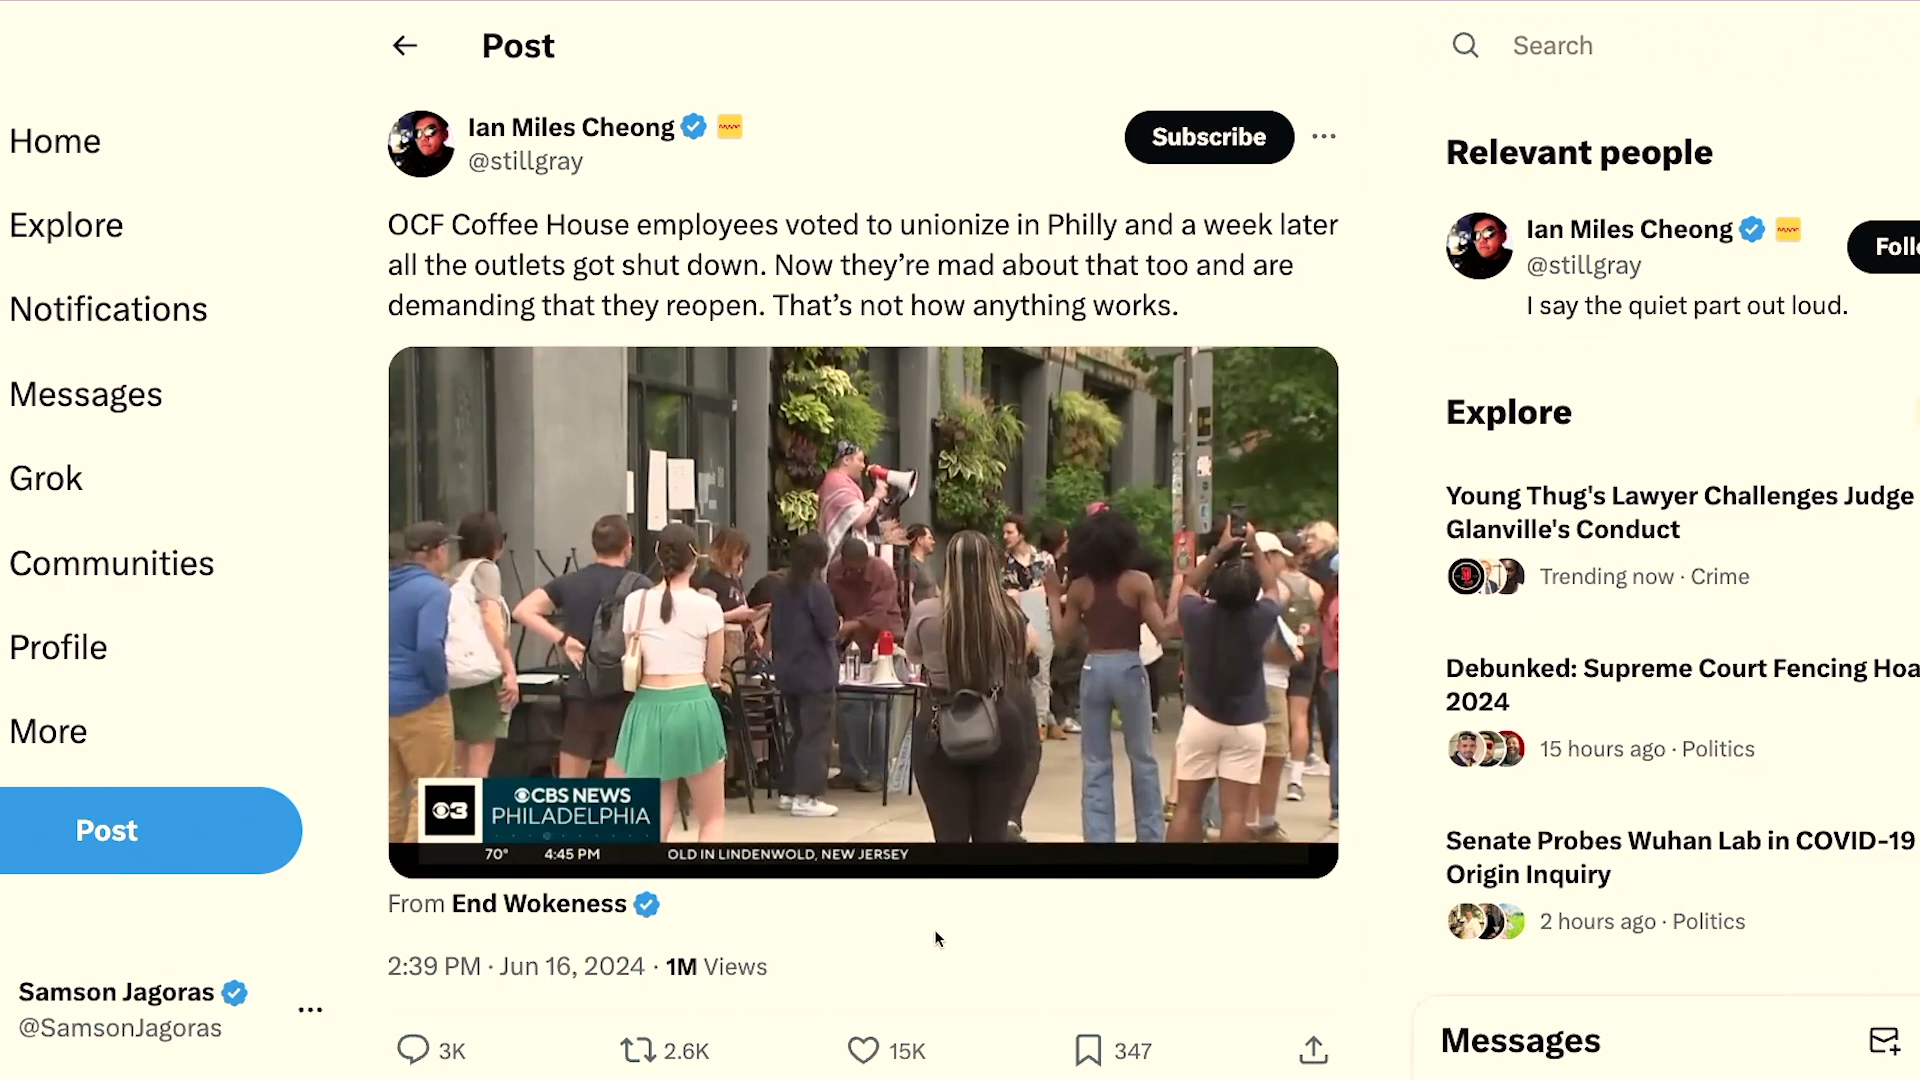 Post
Search
Home
Explore
Notifications
Messages
Grok
Communities
Profile
More
Post
Samson Jagoras
@SamsonJagoras
Ian Miles Cheong
@stillgray
Subscribe
OCF Coffee House employees voted to unionize in Philly and a week later
all the outlets got shut down. Now they're mad about that too and are
demanding that they reopen. That's not how anything works.
3
CBS NEWS
PHILADELPHIA
70° 4:45 PM OLD IN LINDENWOLD, NEW JERSEY
From End Wokeness
2:39 PM · Jun 16, 2024 · 1M Views
3K 2.6K 15K 347
Relevant people
Ian Miles Cheong
@stillgray
Foll
I say the quiet part out loud.
Explore
Young Thug's Lawyer Challenges Judge
Glanville's Conduct
Trending now · Crime
Debunked: Supreme Court Fencing Hoa
2024
15 hours ago · Politics
Senate Probes Wuhan Lab in COVID-19
Origin Inquiry
2 hours ago · Politics
Messages